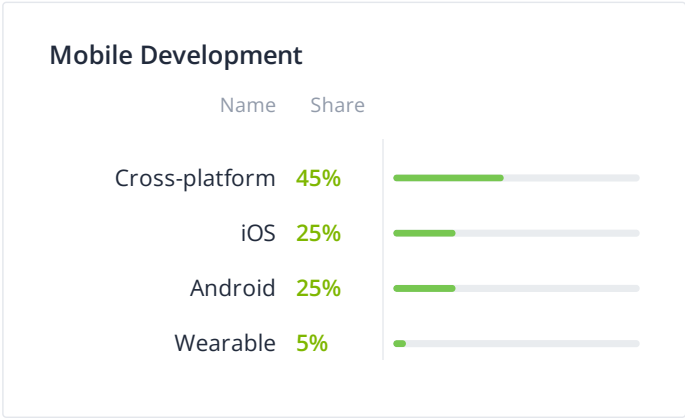 Mobile Development
Name Share
Cross-platform 45%
iOS 25%
Android 25%
Wearable 5%